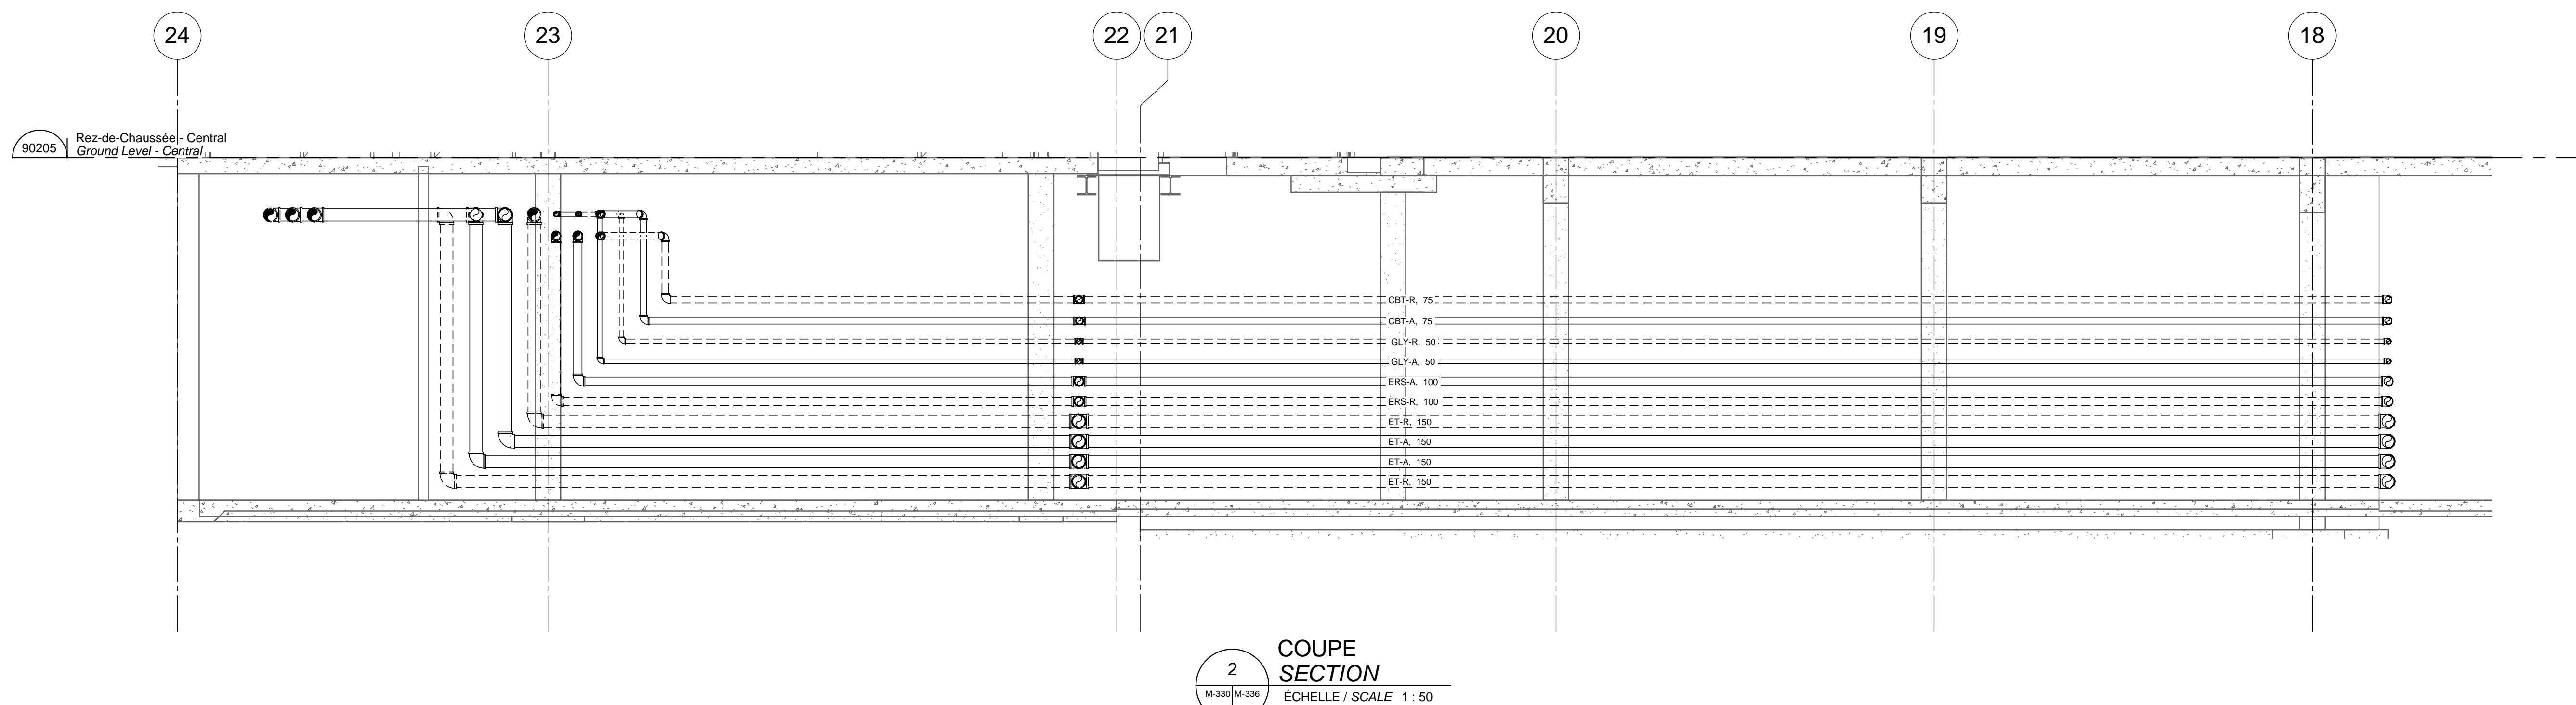 24
23
22
21
20
19
18
90205
Rez-de-Chaussée - Central
Ground Level - Central
CBT-R, 75
CBT-A, 75
GLY-R, 50
GLY-A, 50
ERS-A, 100
ERS-R, 100
ET-R, 150
ET-A, 150
ET-A, 150
ET-R, 150
COUPE
2
SECTION
M-330 M-336
ÉCHELLE / SCALE 1 : 50